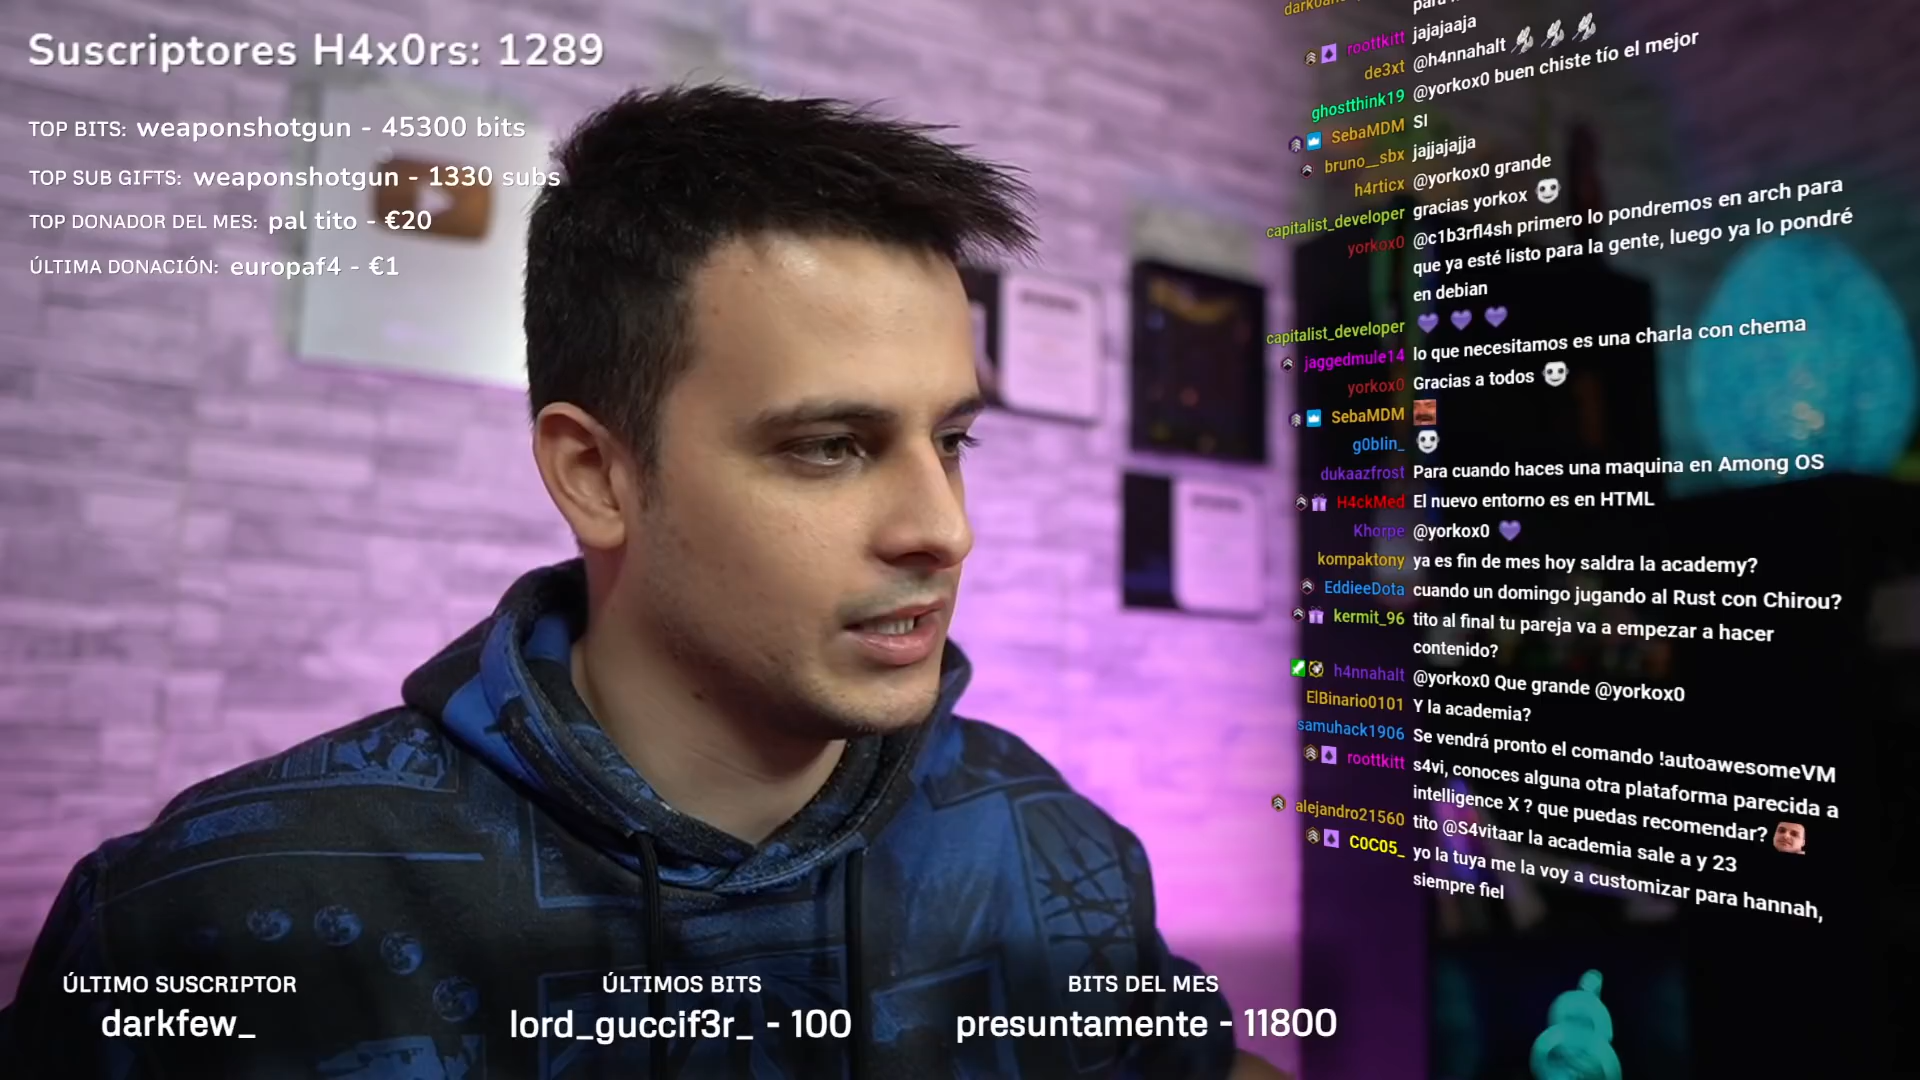 Suscriptores H4x0rs: 1289
TOP BITS: weaponshotgun - 45300 bits
TOP SUB GIFTS: weaponshotgun - 1330 subs
TOP DONADOR DEL MES: pal tito - €20
ÚLTIMA DONACIÓN: europaf4 - €1
roottkitt jajajaaja
de3xt @h4nnahalt
ghostthink19 @yorkox0 buen chiste tío el mejor
SebaMDM SI
bruno__sbx jajjajajja
h4rticx @yorkox0 grande
capitalist_developer gracias yorkox
yorkox0 @c1b3rfl4sh primero lo pondremos en arch para
que ya esté listo para la gente, luego ya lo pondré
en debian
capitalist_developer
jaggedmule14 lo que necesitamos es una charla con chema
yorkox0 Gracias a todos
SebaMDM
g0blin_
dukaazfrost Para cuando haces una maquina en Among OS
H4ckMed El nuevo entorno es en HTML
Khorpe @yorkox0
kompaktony ya es fin de mes hoy saldra la academy?
EddieeDota cuando un domingo jugando al Rust con Chirou?
kermit_96 tito al final tu pareja va a empezar a hacer
contenido?
h4nnahalt @yorkox0 Que grande @yorkox0
ElBinario0101 Y la academia?
samuhack1906 Se vendrá pronto el comando !autoawesomeVM
roottkitt s4vi, conoces alguna otra plataforma parecida a
intelligence X ? que puedas recomendar?
alejandro21560 tito @S4vitaar la academia sale a y 23
C0C05_ yo la tuya me la voy a customizar para hannah,
siempre fiel
ÚLTIMO SUSCRIPTOR
darkfew_
ÚLTIMOS BITS
lord_guccif3r_ - 100
BITS DEL MES
presuntamente - 11800